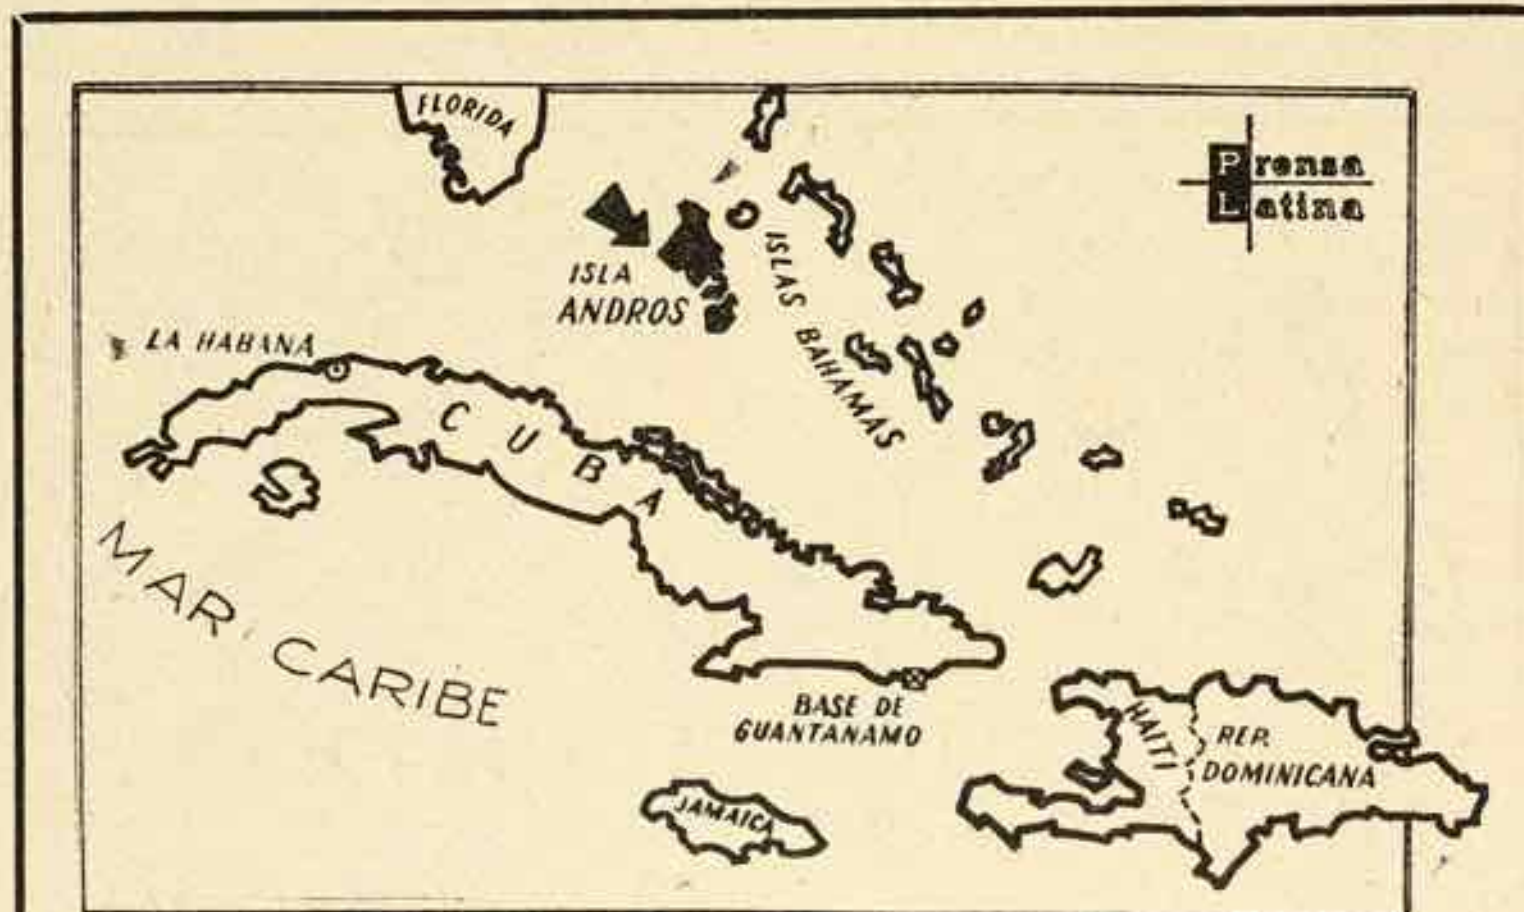 FLORIDA
Prensa
Latina
ISLA
ANDROS
ISLAS BAHAMAS
LA HABANA
CUBA
MAR CARIBE
BASE DE
GUANTANAMO
HAITI
REP.
DOMINICANA
JAMAICA